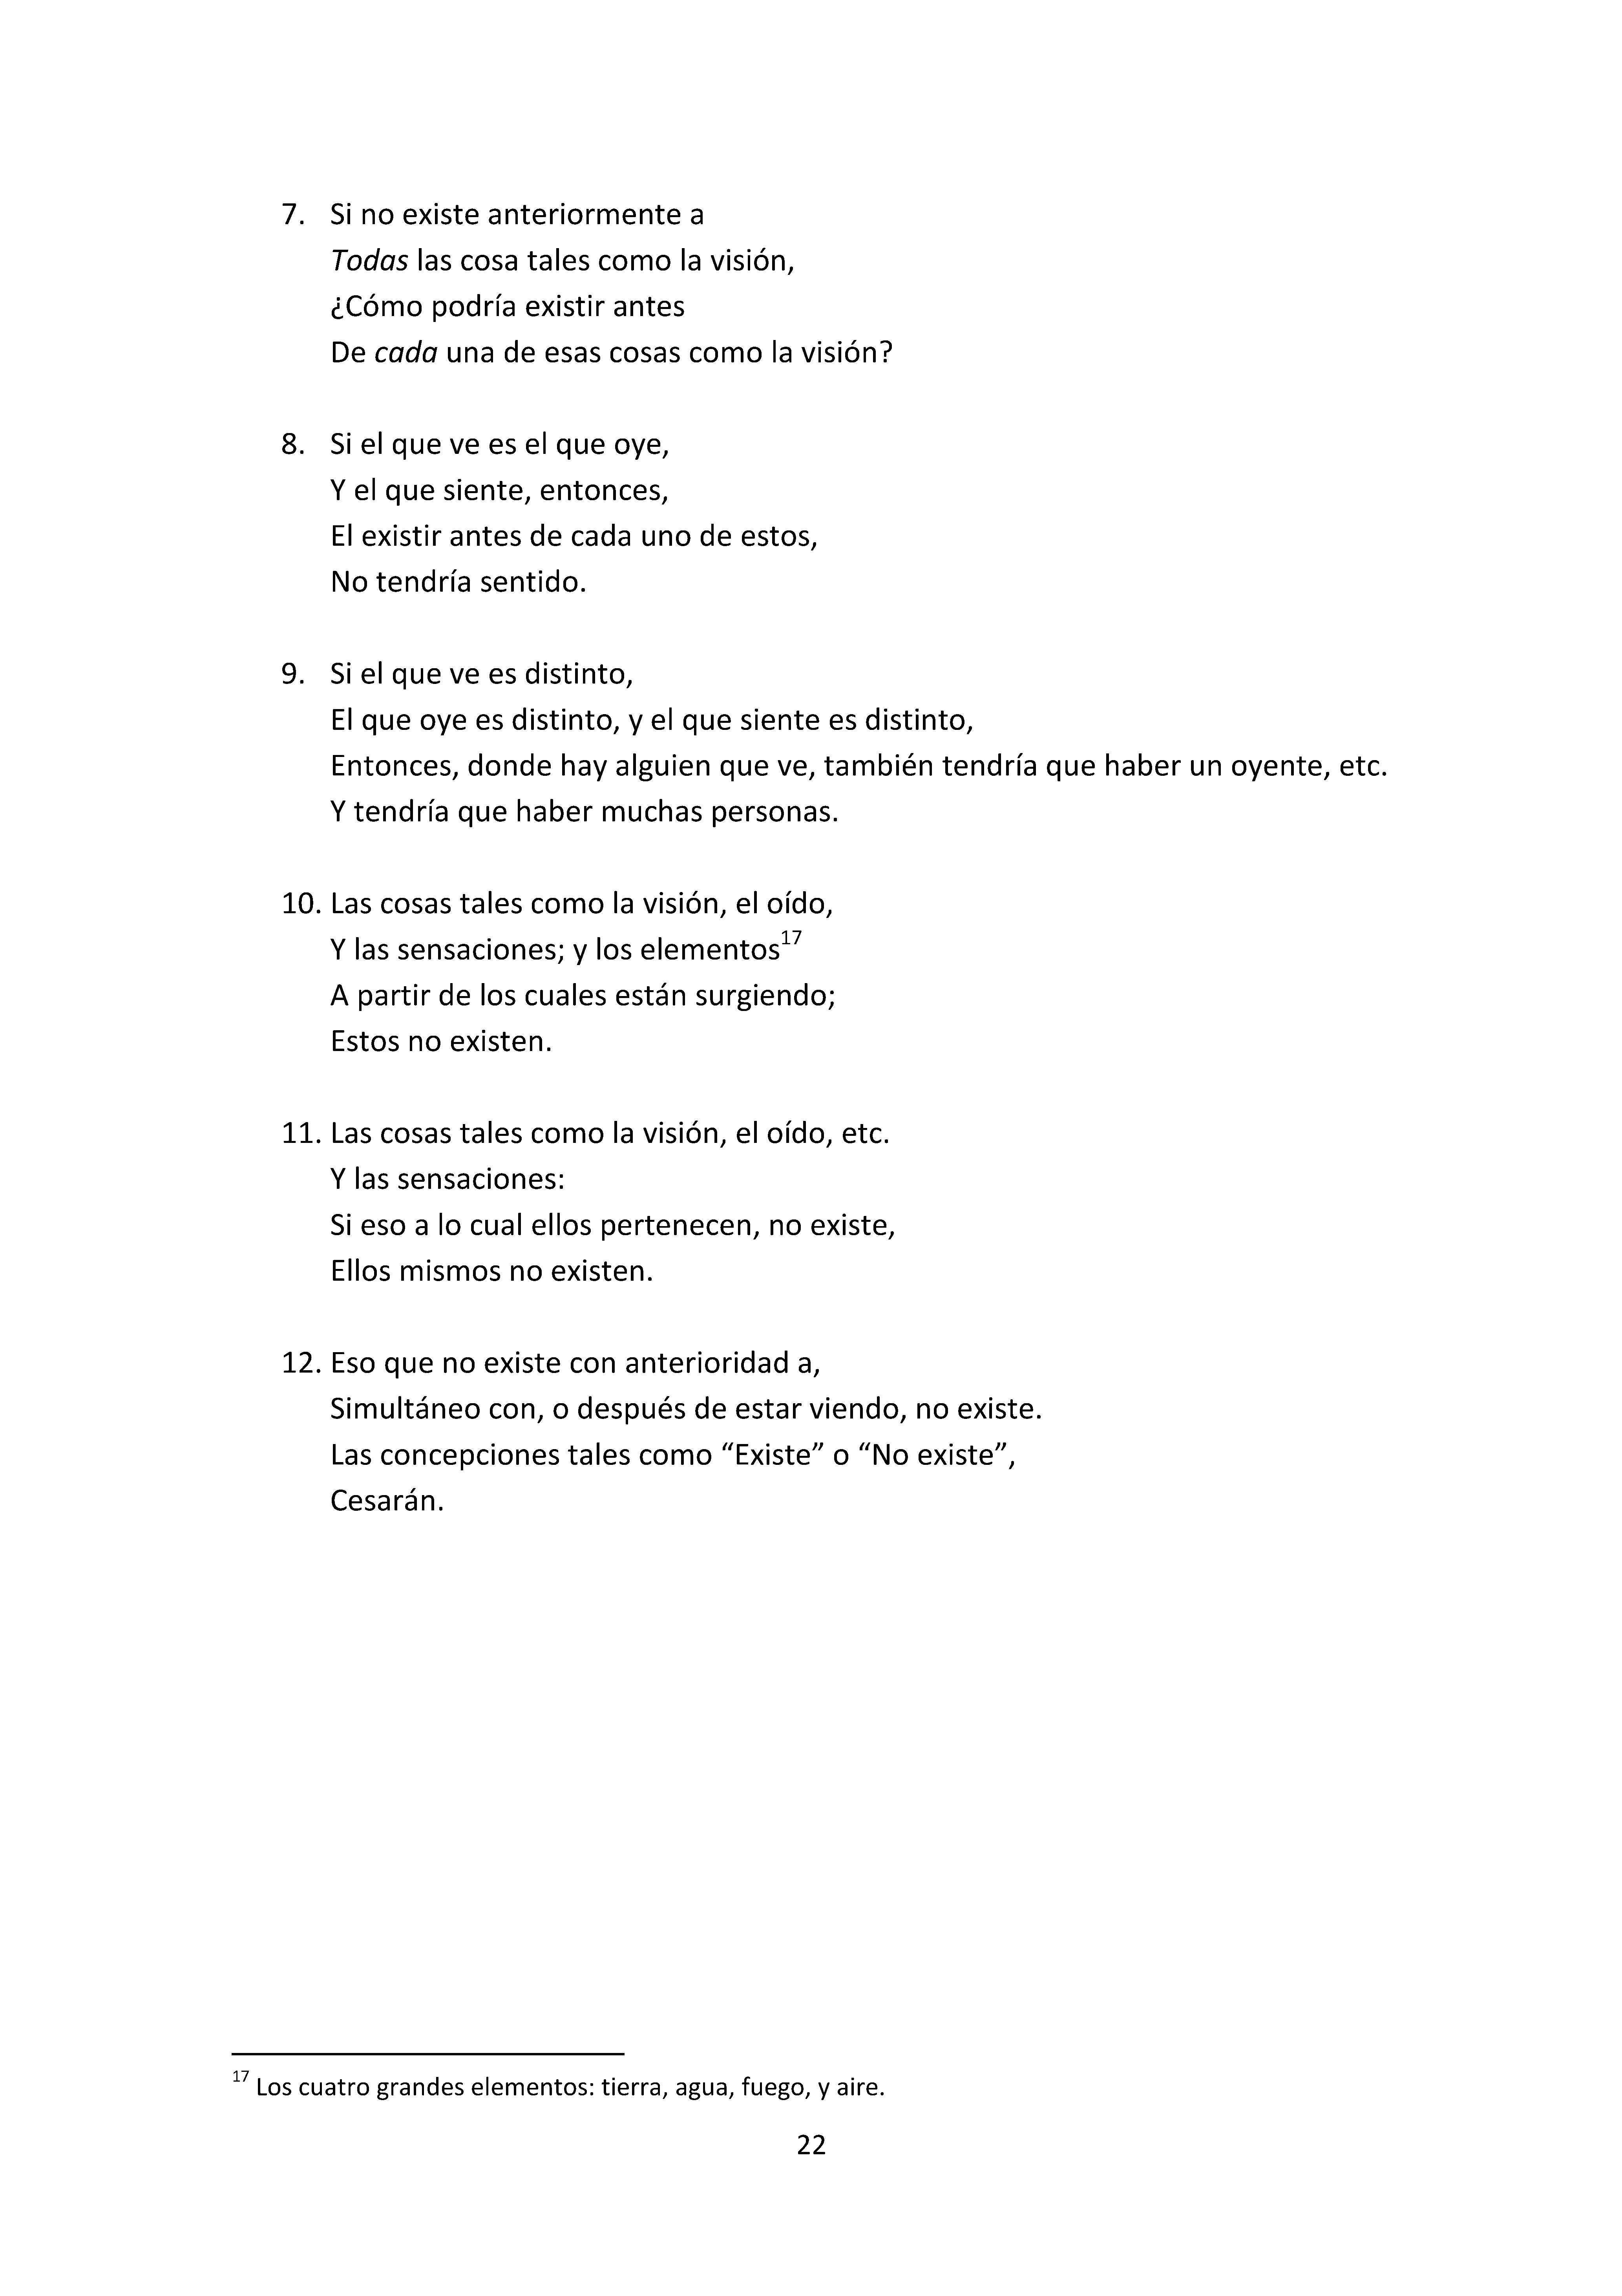 7. Si no existe anteriormente a
Todas las cosa tales como la visión,
¿Cómo podría existir antes
De cada una de esas cosas como la visión?
8. Si el que ve es el que oye,
Y el que siente, entonces,
El existir antes de cada uno de estos,
No tendría sentido.
9. Si el que ve es distinto,
El que oye es distinto, y el que siente es distinto,
Entonces, donde hay alguien que ve, también tendría que haber un oyente, etc.
Y tendría que haber muchas personas.
10. Las cosas tales como la visión, el oído,
Y las sensaciones; y los elementos17
A partir de los cuales están surgiendo;
Estos no existen.
11. Las cosas tales como la visión, el oído, etc.
Y las sensaciones:
Si eso a lo cual ellos pertenecen, no existe,
Ellos mismos no existen.
12. Eso que no existe con anterioridad a,
Simultáneo con, o después de estar viendo, no existe.
Las concepciones tales como “Existe” o “No existe”,
Cesarán.
17 Los cuatro grandes elementos: tierra, agua, fuego, y aire.
22